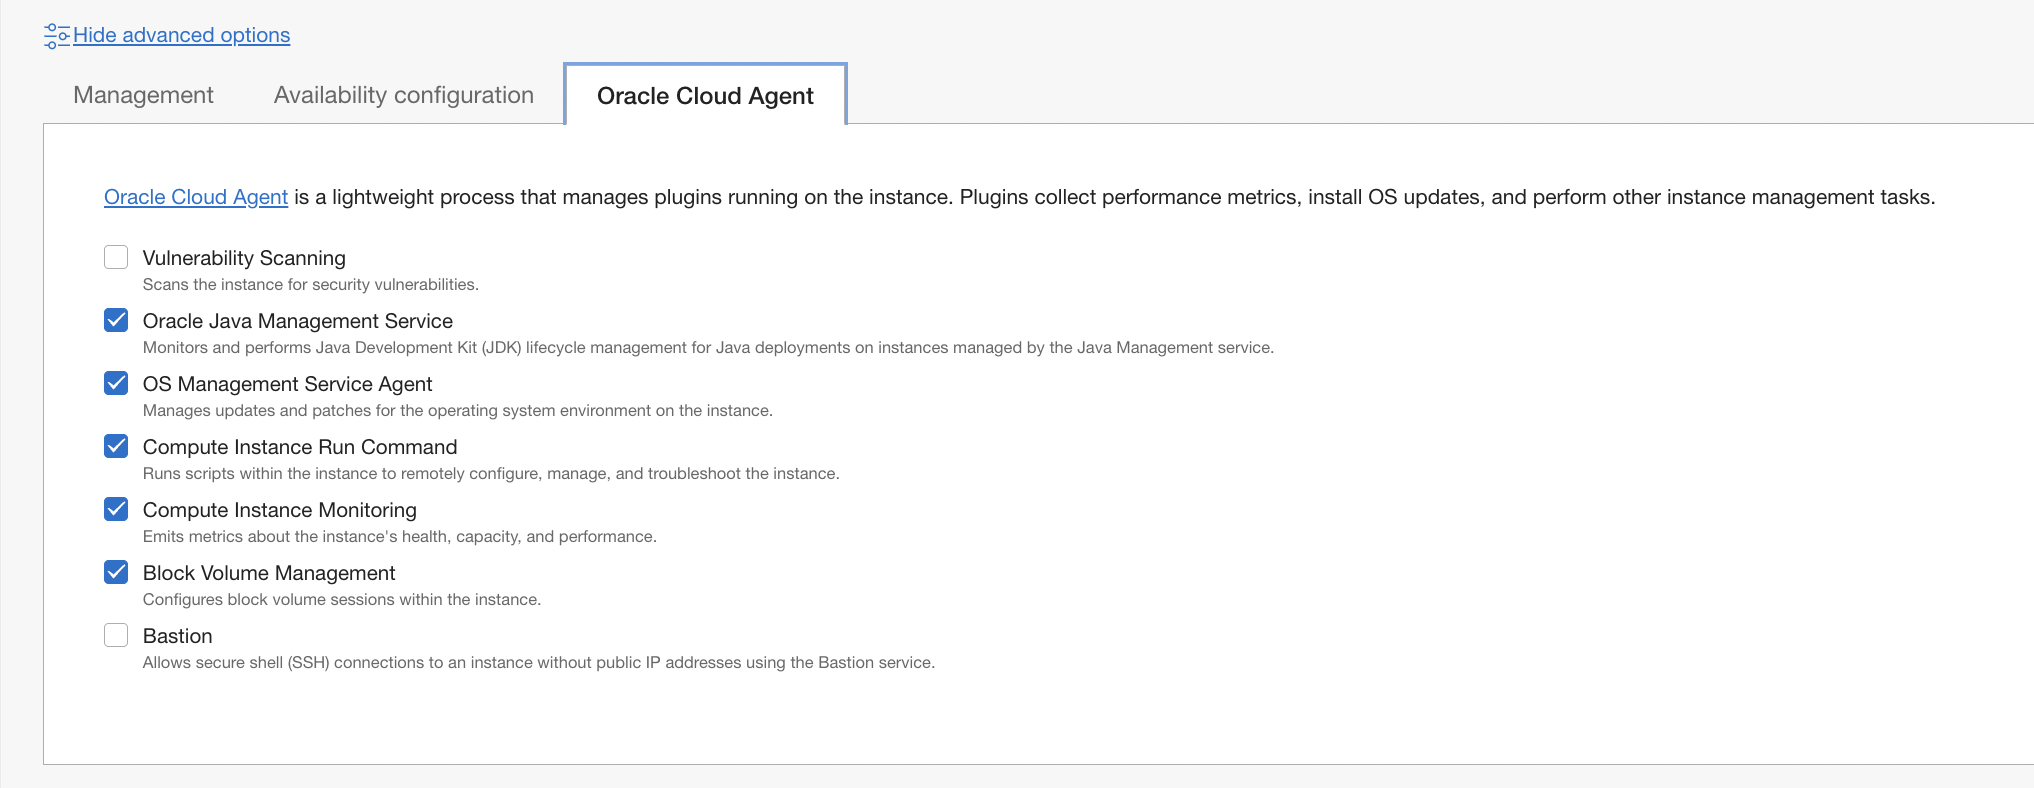 Hide advanced options
Management
Availability configuration
Oracle Cloud Agent
Oracle Cloud Agent is a lightweight process that manages plugins running on the instance. Plugins collect performance metrics, install OS updates, and perform other instance management tasks.
Vulnerability Scanning
Scans the instance for security vulnerabilities.
Oracle Java Management Service
Monitors and performs Java Development Kit (JDK) lifecycle management for Java deployments on instances managed by the Java Management service.
OS Management Service Agent
Manages updates and patches for the operating system environment on the instance.
Compute Instance Run Command
Runs scripts within the instance to remotely configure, manage, and troubleshoot the instance.
Compute Instance Monitoring
Emits metrics about the instance's health, capacity, and performance.
Block Volume Management
Configures block volume sessions within the instance.
Bastion
Allows secure shell (SSH) connections to an instance without public IP addresses using the Bastion service.